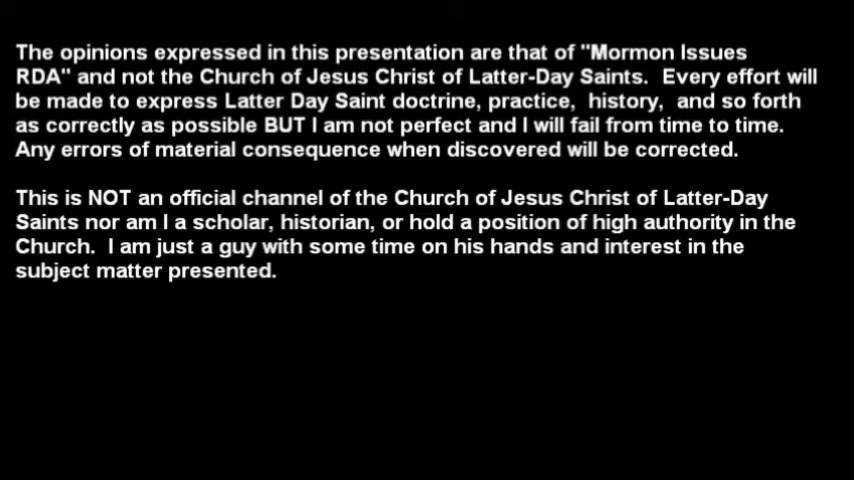 The opinions expressed in this presentation are that of "Mormon Issues
RDA" and not the Church of Jesus Christ of Latter-Day Saints.  Every effort will
be made to express Latter Day Saint doctrine, practice,  history,  and so forth
as correctly as possible BUT I am not perfect and I will fail from time to time.
Any errors of material consequence when discovered will be corrected.
This is NOT an official channel of the Church of Jesus Christ of Latter-Day
Saints nor am I a scholar, historian, or hold a position of high authority in the
Church.  I am just a guy with some time on his hands and interest in the
subject matter presented.